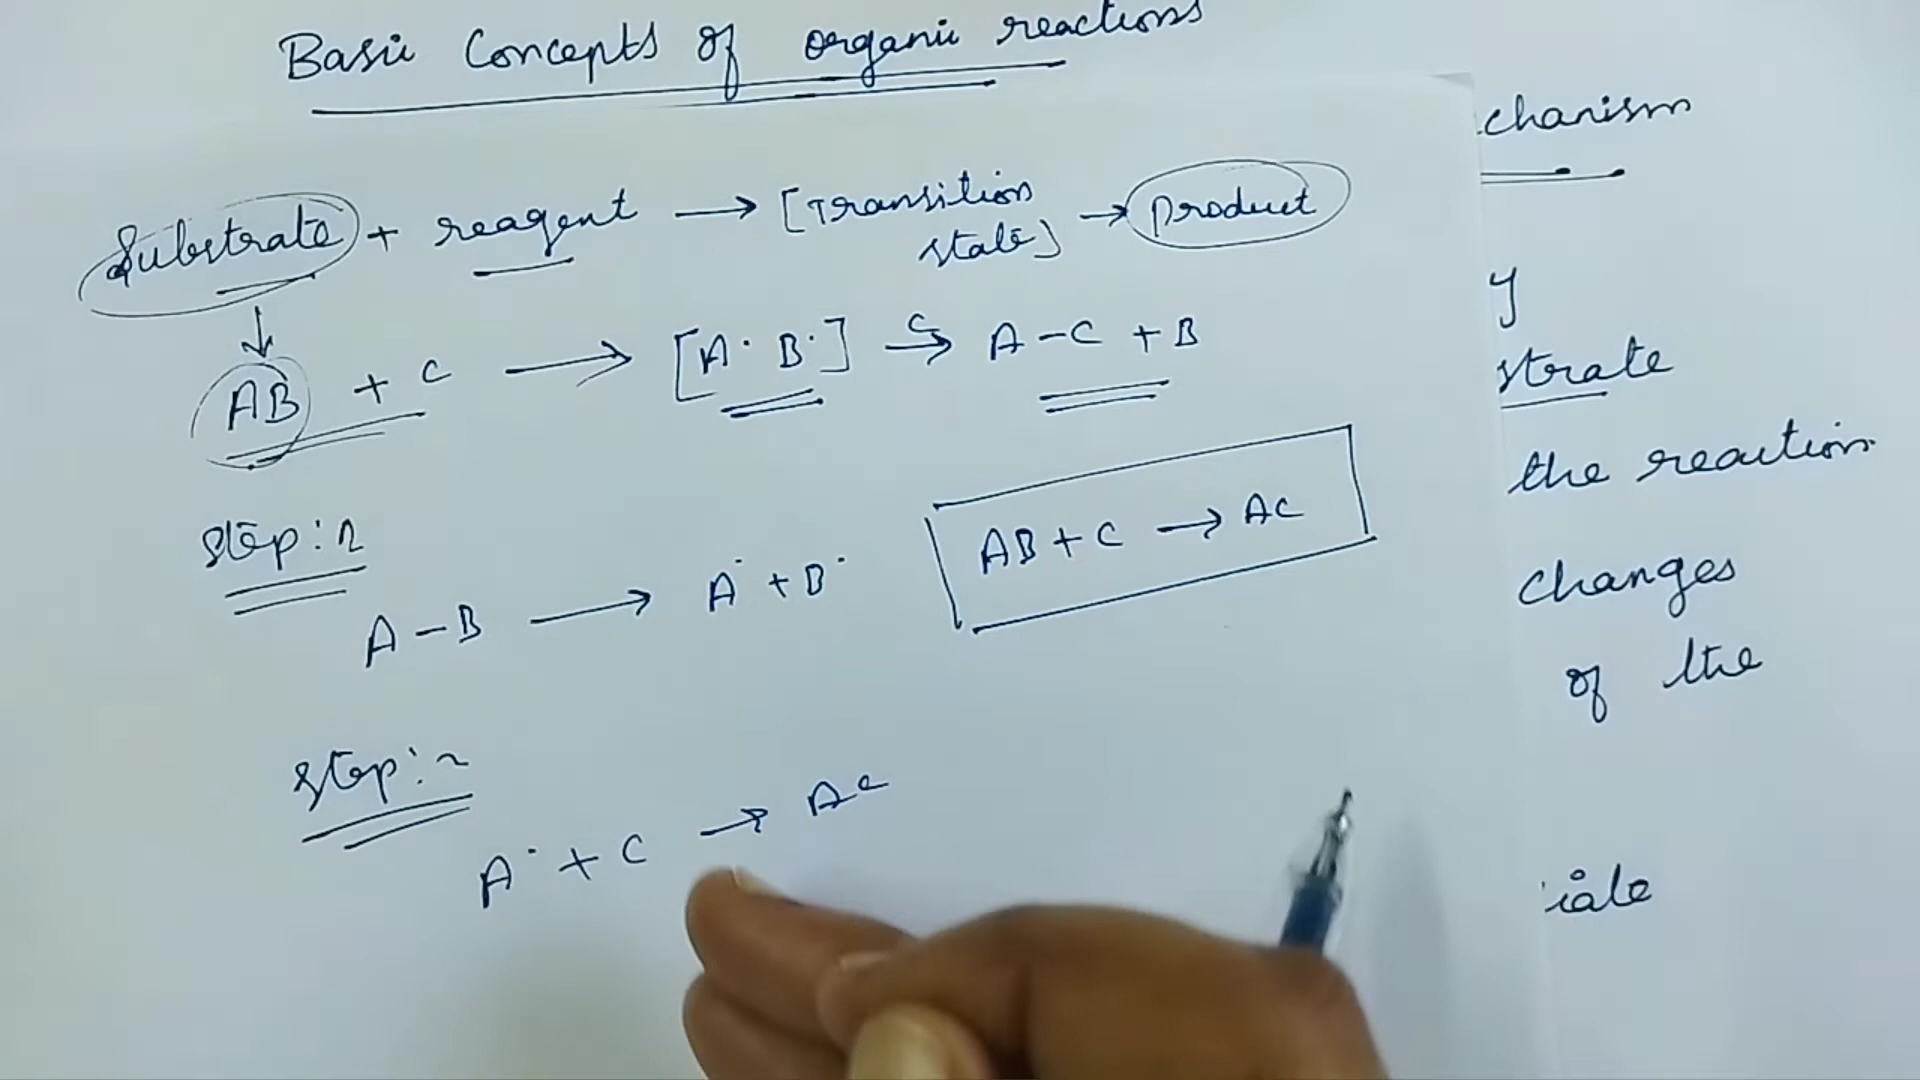 Basic Concepts of organic reactions
Substrate + reagent → [Transition state] → product
AB + C → [A· B·] C→ A-C + B
Step: 1
A-B → A· + B·
AB + C → AC
Step: 2
A· + C → AC
chanism
y
strate
the reaction
changes
of the
iate